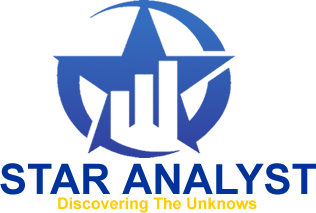 STAR ANALYST
Discovering The Unknows